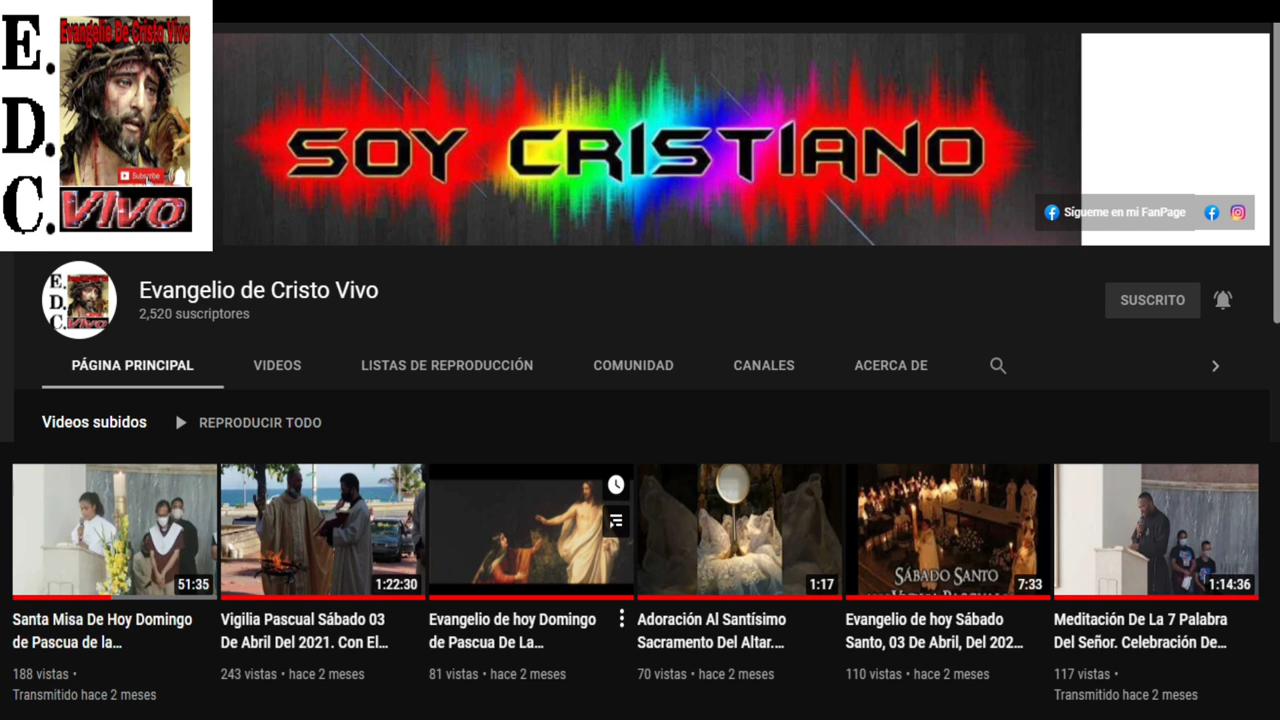 E.
D.
C.
Evangelio De Cristo Vivo
Subscribe
Vivo
SOY CRISTIANO
Sígueme en mi FanPage
E.
D.
C.
Vivo
Evangelio de Cristo Vivo
2,520 suscriptores
SUSCRITO
PÁGINA PRINCIPAL
VIDEOS
LISTAS DE REPRODUCCIÓN
COMUNIDAD
CANALES
ACERCA DE
Videos subidos
REPRODUCIR TODO
51:35
1:22:30
1:17
SÁBADO SANTO
7:33
1:14:36
Santa Misa De Hoy Domingo
de Pascua de la...
188 vistas •
Transmitido hace 2 meses
Vigilia Pascual Sábado 03
De Abril Del 2021. Con El...
243 vistas • hace 2 meses
Evangelio de hoy Domingo
de Pascua De La...
81 vistas • hace 2 meses
Adoración Al Santísimo
Sacramento Del Altar....
70 vistas • hace 2 meses
Evangelio de hoy Sábado
Santo, 03 De Abril, Del 202...
110 vistas • hace 2 meses
Meditación De La 7 Palabra
Del Señor. Celebración De...
117 vistas •
Transmitido hace 2 meses